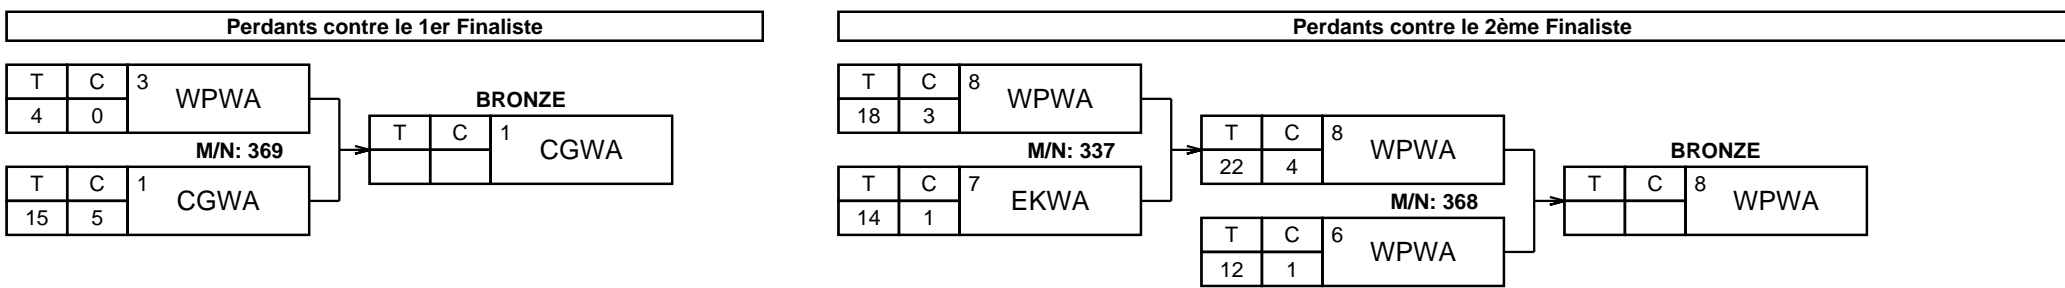 Perdants contre le 1er Finaliste
T C 3 WPWA
4 0
BRONZE
T C 1 CGWA
M/N: 369
T C 1 CGWA
15 5
Perdants contre le 2ème Finaliste
T C 8 WPWA
18 3
T C 8 WPWA
22 4
M/N: 337
BRONZE
T C 7 EKWA
14 1
T C 8 WPWA
M/N: 368
T C 6 WPWA
12 1